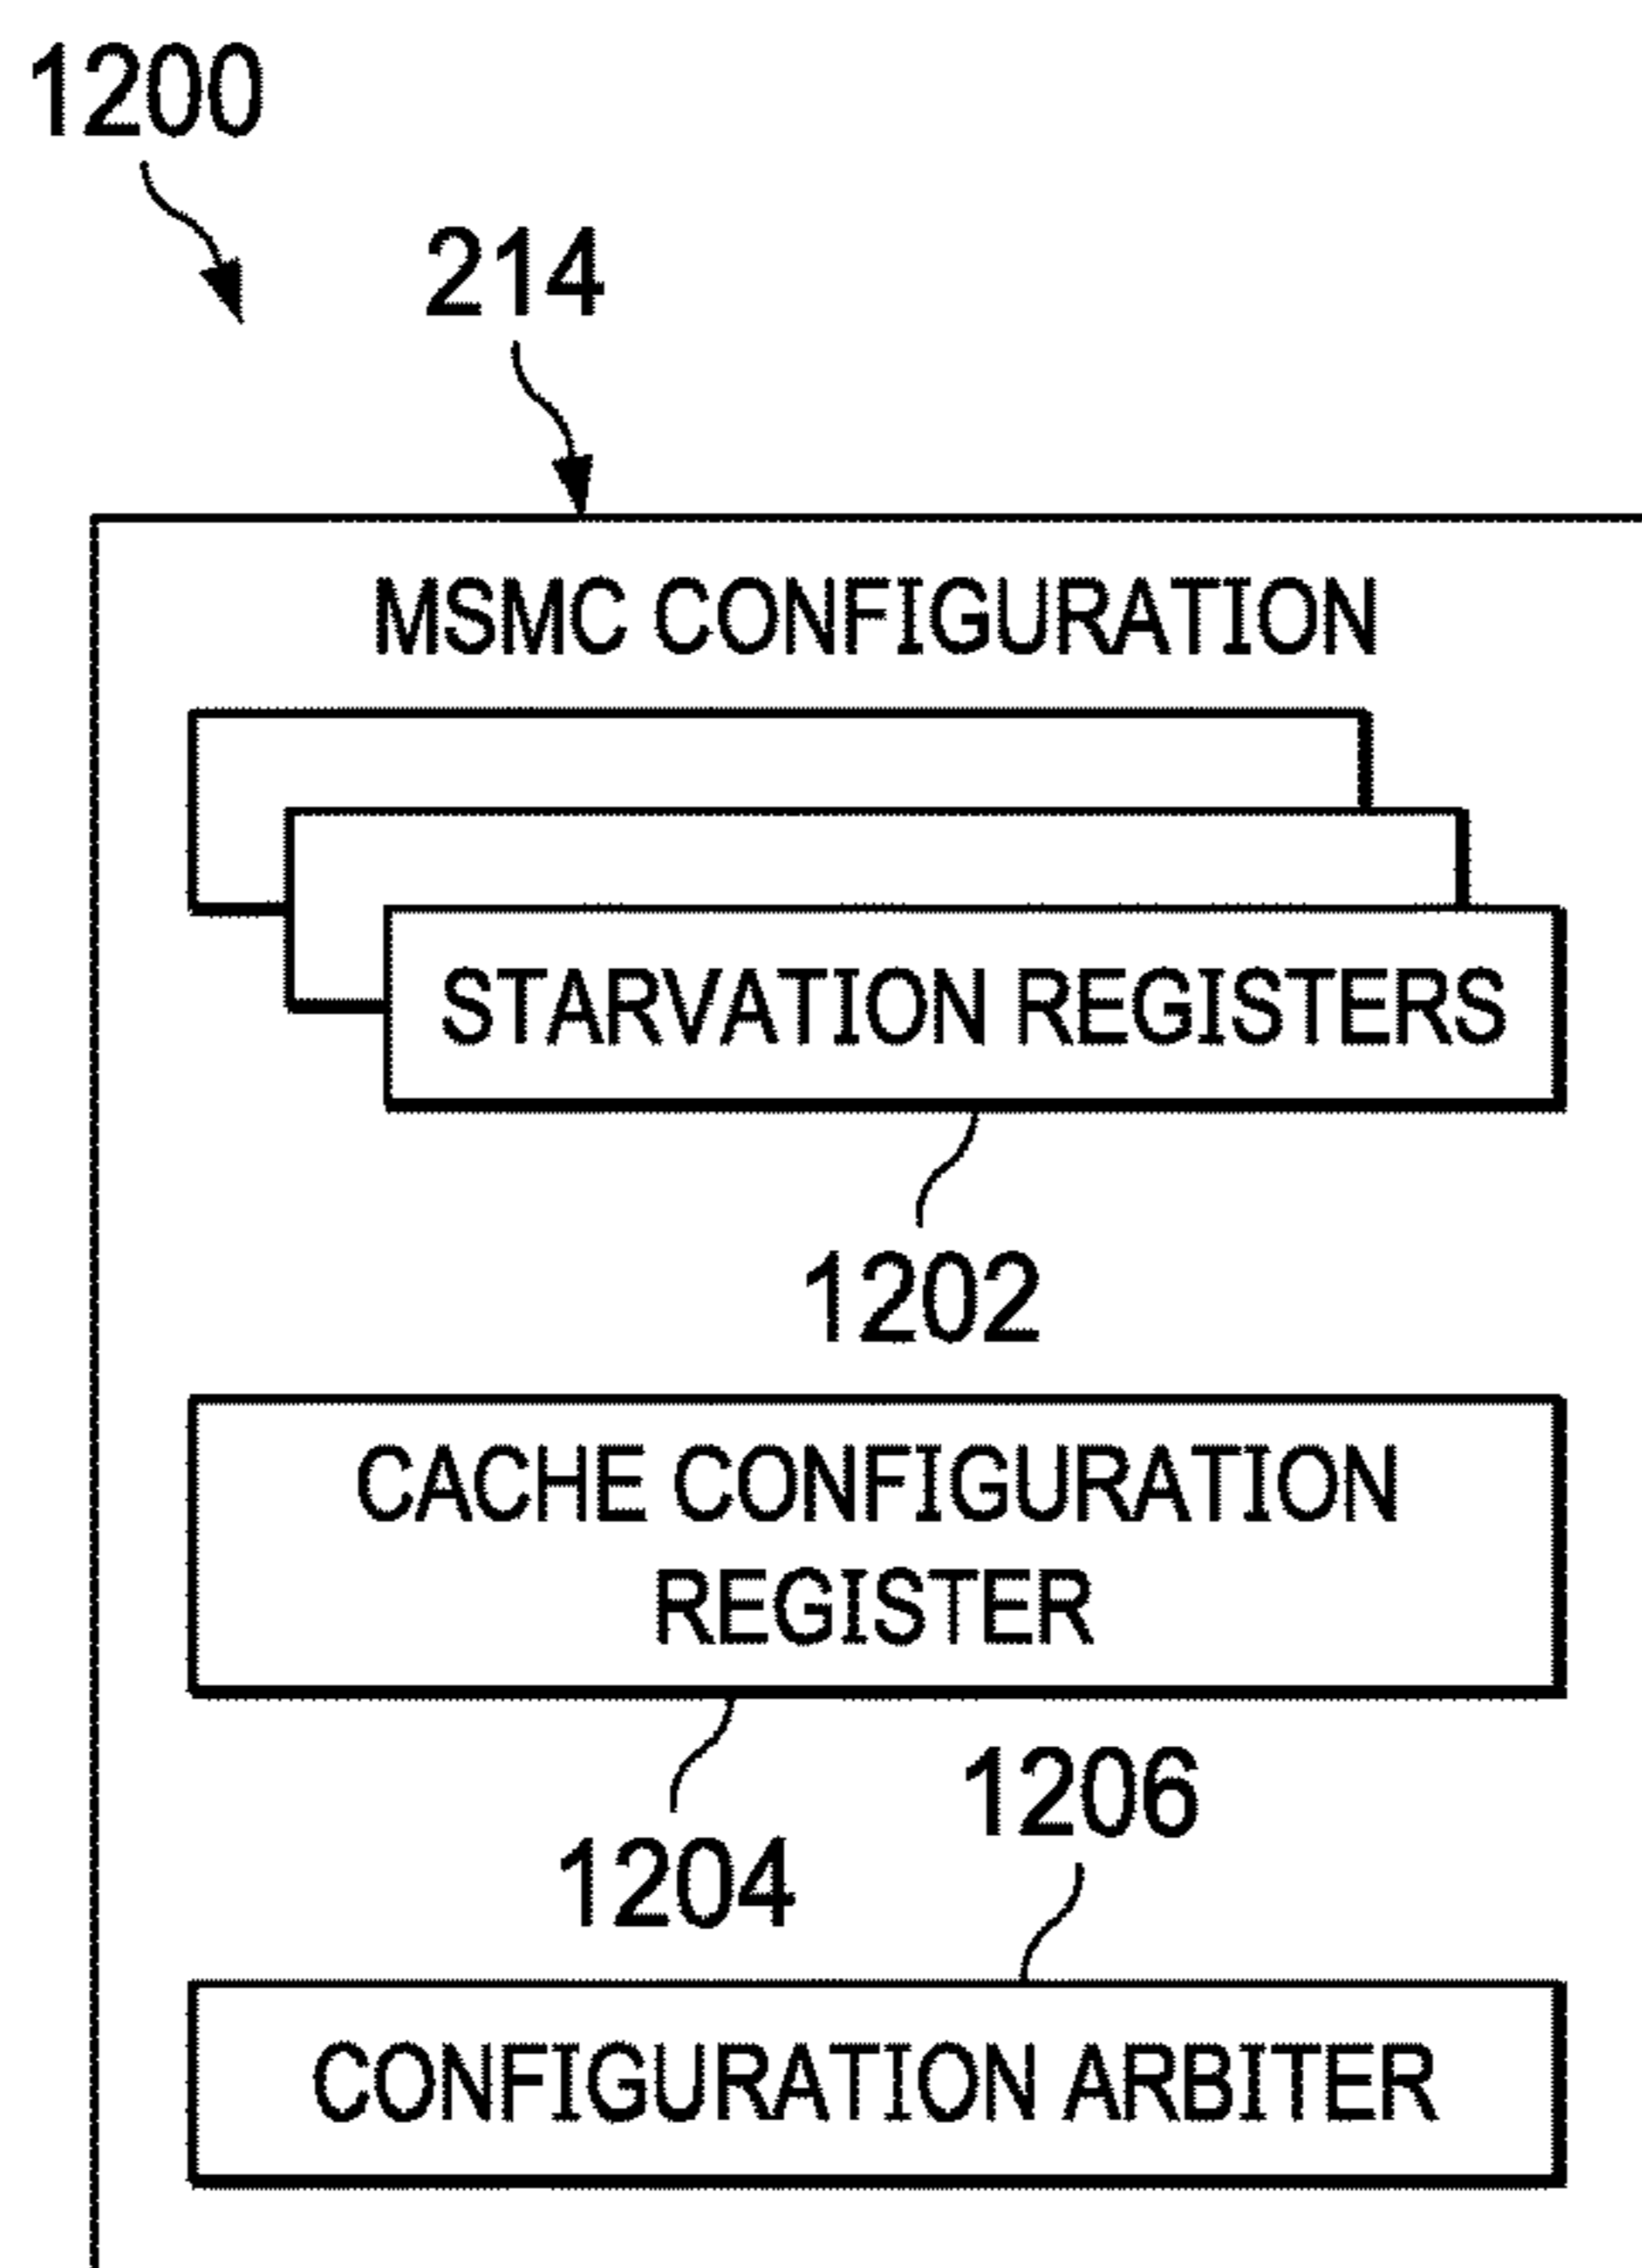 1200
214
MSMC CONFIGURATION
STARVATION REGISTERS
1202
CACHE CONFIGURATION
REGISTER
1204
1206
CONFIGURATION ARBITER